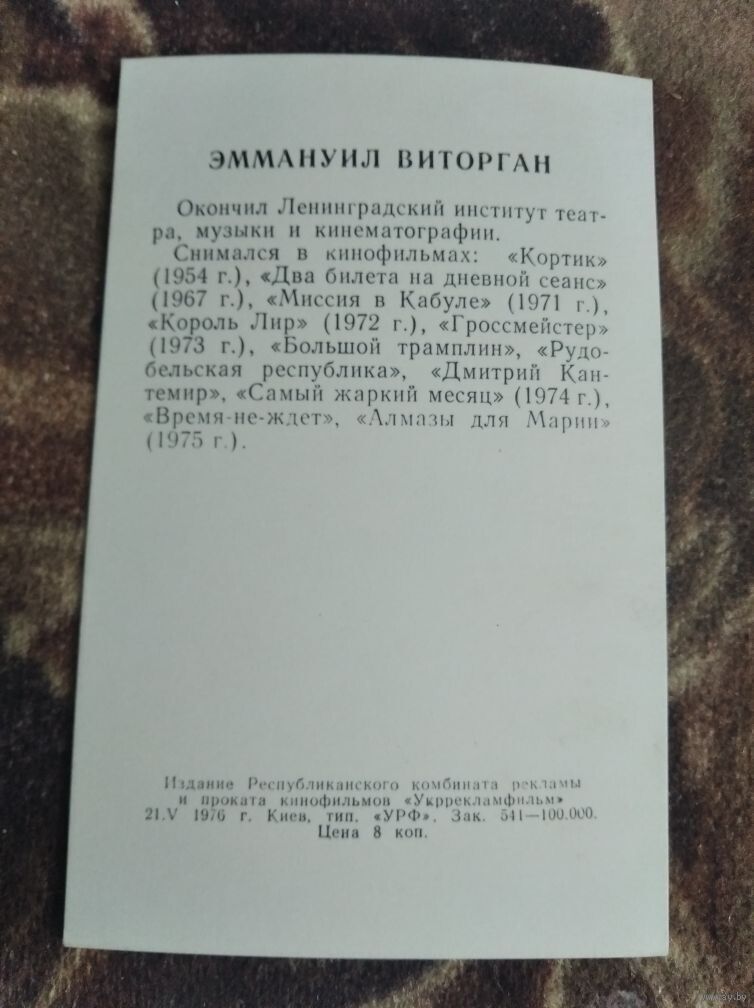 ЭММАНУИЛ ВИТОРГАН
Окончил Ленинградский институт теат-
ра, музыки и кинематографии.
Снимался в кинофильмах: «Кортик»
(1954 г.), «Два билета на дневной сеанс»
(1967 г.), «Миссия в Кабуле» (1971 г.),
«Король Лир» (1972 г.), «Гроссмейстер»
(1973 г.), «Большой трамплин», «Рудо-
бельская республика», «Дмитрий Кан-
темир», «Самый жаркий месяц» (1974 г.),
«Время-не-ждет», «Алмазы для Марии»
(1975 г.).
Издание Республиканского комбината рекламы
и проката кинофильмов «Укррекламфильм»
21.V 1976 г. Киев, тип. «УРФ». Зак. 541—100.000.
Цена 8 коп.
www.ay.by